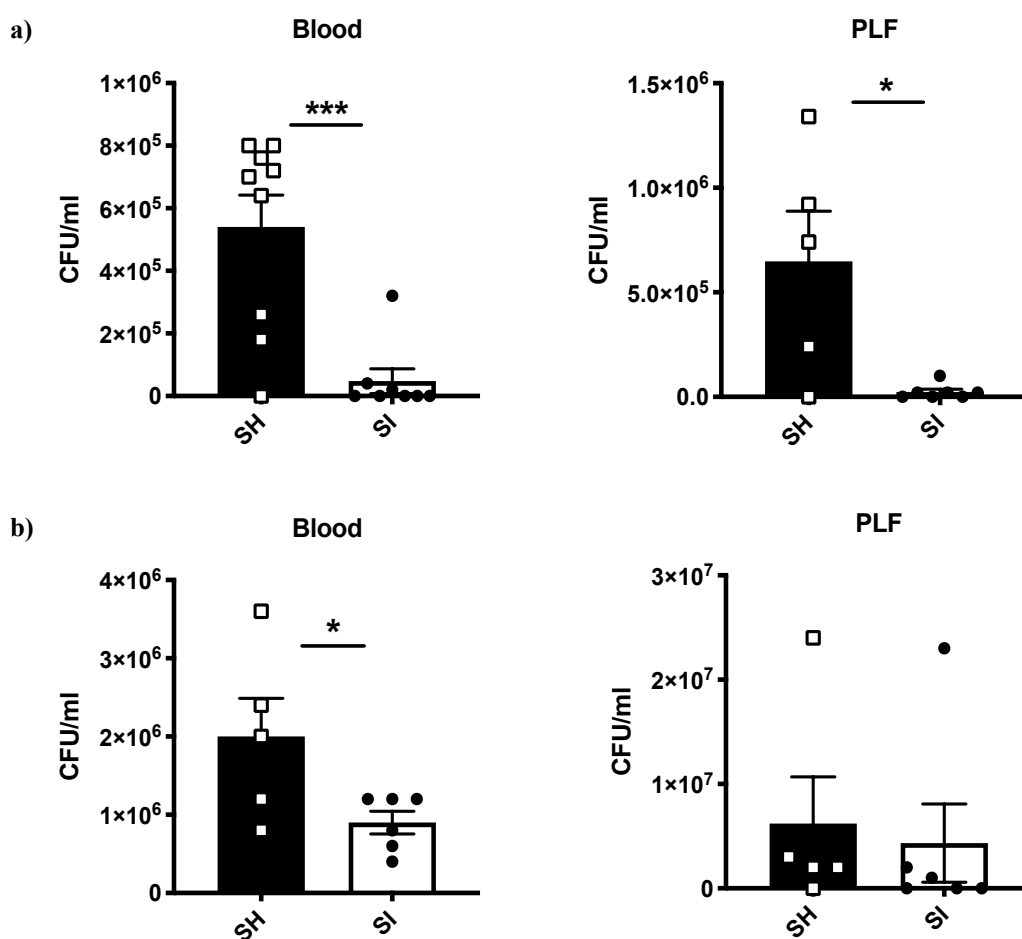 a)
Blood
CFU/ml
1×10⁶
8×10⁵
6×10⁵
4×10⁵
2×10⁵
0
***
SH
SI
PLF
CFU/ml
1.5×10⁶
1.0×10⁶
5.0×10⁵
0.0
*
SH
SI
b)
Blood
CFU/ml
4×10⁶
3×10⁶
2×10⁶
1×10⁶
0
*
SH
SI
PLF
CFU/ml
3×10⁷
2×10⁷
1×10⁷
0
SH
SI